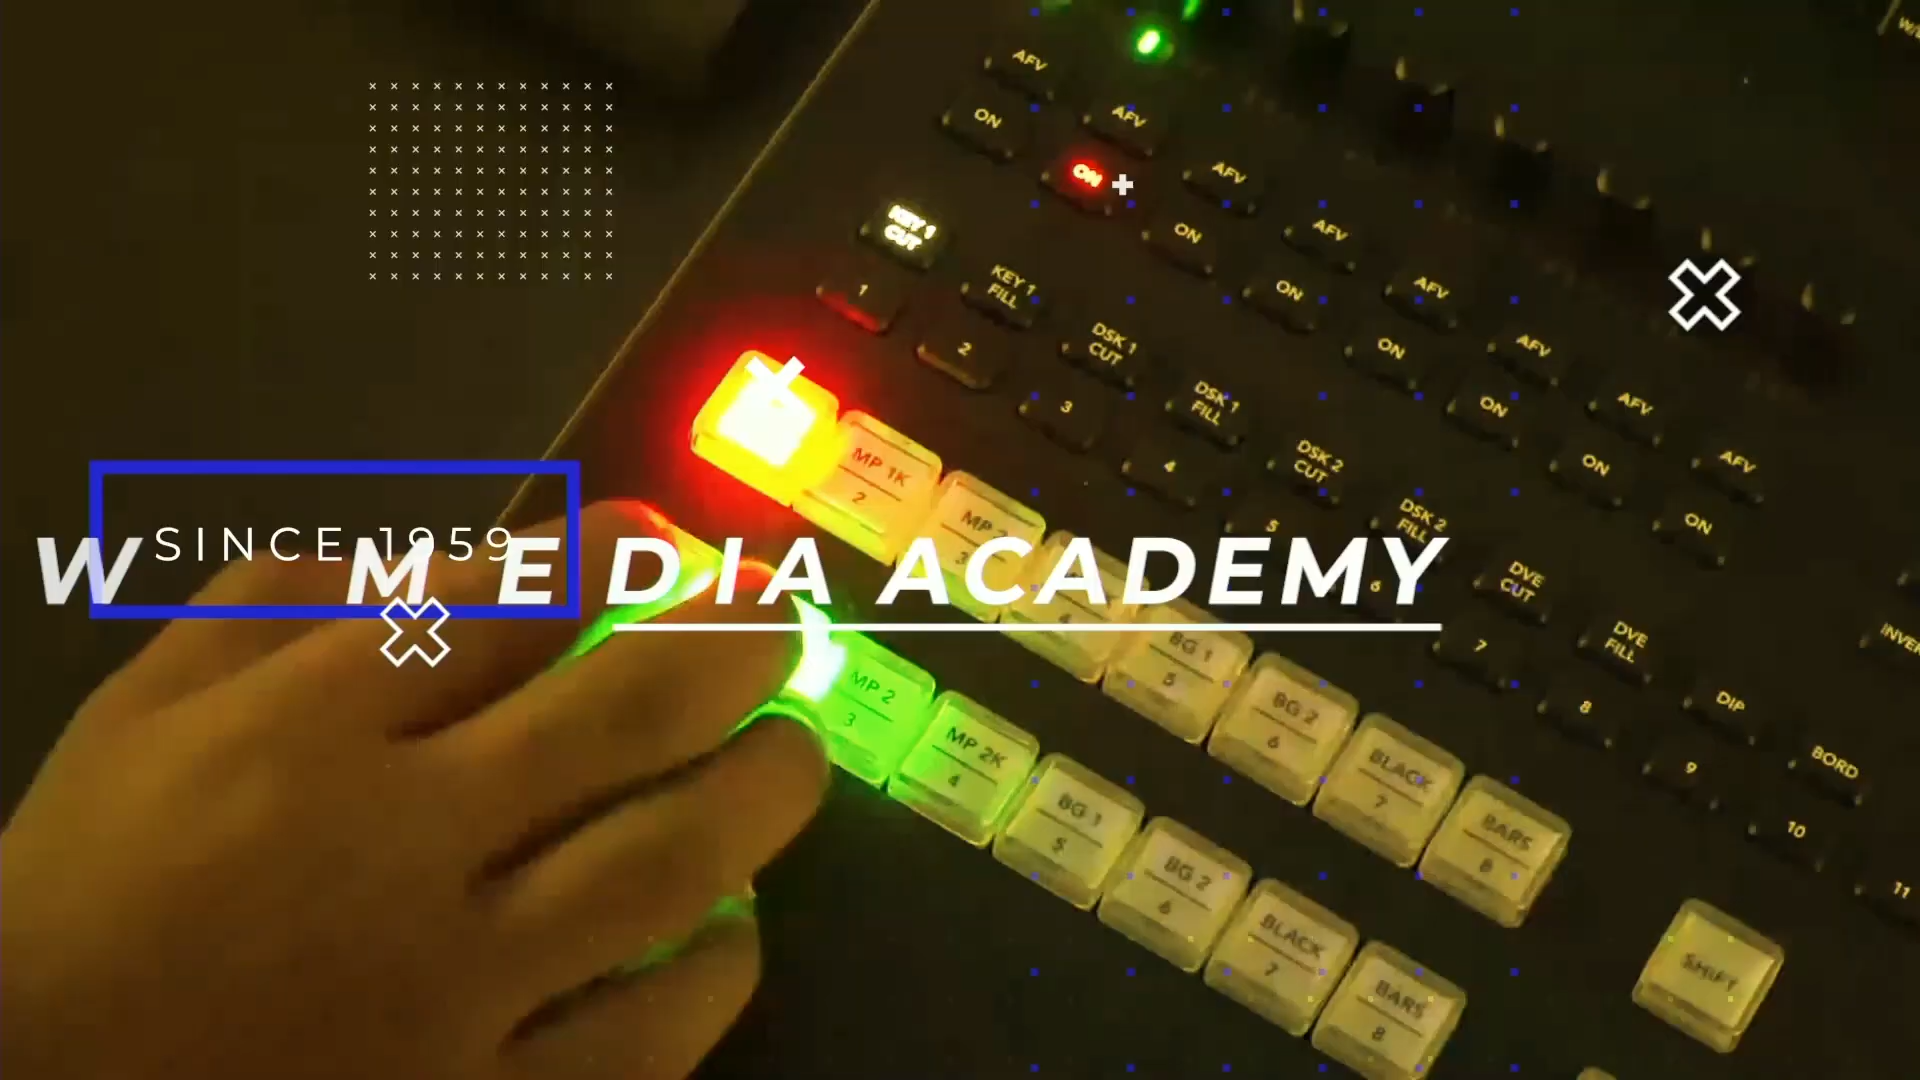 SINCE 1959
W M E DIA ACADEMY
AFV
AFV
AFV
AFV
AFV
AFV
AFV
AFV
ON
ON
ON
ON
ON
ON
ON
ON
KEY 1
CUT
KEY 1
FILL
DSK 1
CUT
DSK 1
FILL
DSK 2
CUT
DSK 2
FILL
DVE
CUT
DVE
FILL
DIP
BORD
1
2
3
4
5
6
7
8
9
10
11
MP 1K
2
MP 2
3
4
BG 1
5
BG 2
6
BLACK
7
BARS
8
MP 2
3
MP 2K
4
BG 1
5
BG 2
6
BLACK
7
BARS
8
SHIFT